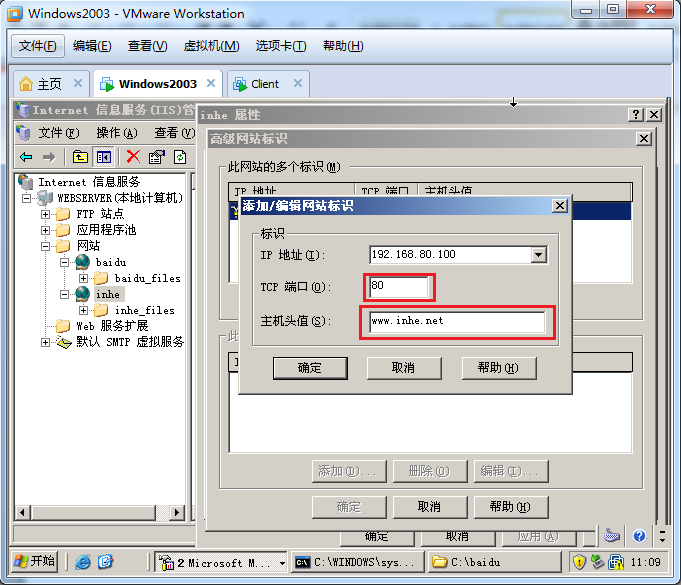 Windows2003 - VMware Workstation
文件(F) 编辑(E) 查看(V) 虚拟机(M) 选项卡(T) 帮助(H)
主页 Windows2003 Client
Internet 信息服务(IIS)管
文件(F) 操作(A) 查看(V)
Internet 信息服务
WEBSERVER(本地计算机)
FTP 站点
应用程序池
网站
baidu
baidu_files
inhe
inhe_files
Web 服务扩展
默认 SMTP 虚拟服务
inhe 属性
高级网站标识
此网站的多个标识(M)
IP 地址 TCP 端口 主机头值
添加/编辑网站标识
标识
IP 地址(I): 192.168.80.100
TCP 端口(O): 80
主机头值(S): www.inhe.net
确定 取消 帮助(H)
此
添加(D)... 删除(O) 编辑(I)...
确定 取消 帮助(H)
确定 取消 应用(A)
开始 2 Microsoft M... C:\WINDOWS\sys... C:\baidu 11:09